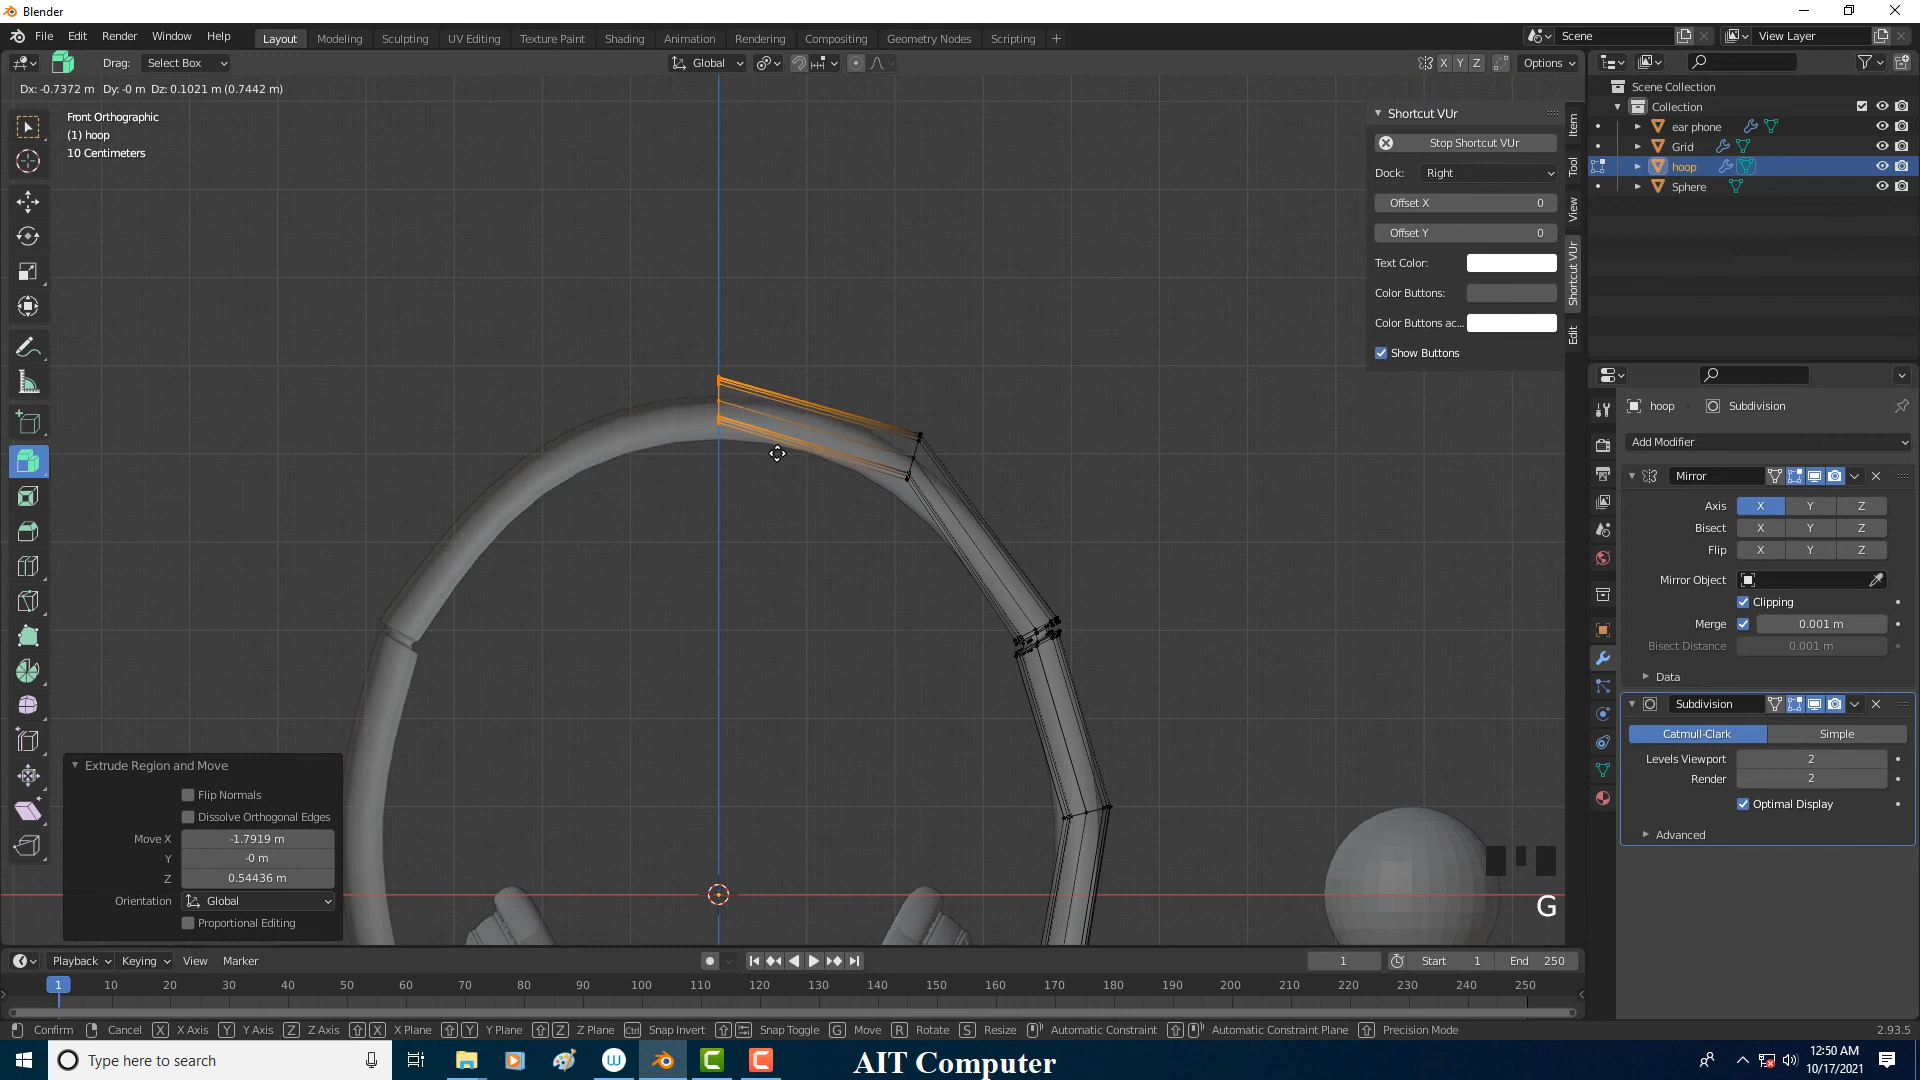 Blender
File Edit Render Window Help
Layout Modeling Sculpting UV Editing Texture Paint Shading Animation Rendering Compositing Geometry Nodes Scripting +
Scene
View Layer
Drag: Select Box
Global
X Y Z
Options
Dx: -0.7372 m Dy: -0 m Dz: 0.1021 m (0.7442 m)
Front Orthographic
(1) hoop
10 Centimeters
Shortcut VUr
Stop Shortcut VUr
Dock: Right
Offset X 0
Offset Y 0
Text Color:
Color Buttons:
Color Buttons ac...
Show Buttons
Item
Tool
View
Shortcut VUr
Edit
Scene Collection
Collection
ear phone
Grid
hoop
Sphere
hoop Subdivision
Add Modifier
Mirror
Axis X Y Z
Bisect X Y Z
Flip X Y Z
Mirror Object
Clipping
Merge 0.001 m
Bisect Distance 0.001 m
Data
Subdivision
Catmull-Clark Simple
Levels Viewport 2
Render 2
Optimal Display
Advanced
Extrude Region and Move
Flip Normals
Dissolve Orthogonal Edges
Move X -1.7919 m
Y -0 m
Z 0.54436 m
Orientation Global
Proportional Editing
G
Playback Keying View Marker
1 Start 1 End 250
1 10 20 30 40 50 60 70 80 90 100 110 120 130 140 150 160 170 180 190 200 210 220 230 240 250
Confirm Cancel X X Axis Y Y Axis Z Z Axis X X Plane Y Y Plane Z Z Plane Ctrl Snap Invert Snap Toggle G Move R Rotate S Resize Automatic Constraint Automatic Constraint Plane Precision Mode 2.93.5
Type here to search
AIT Computer
12:50 AM
10/17/2021